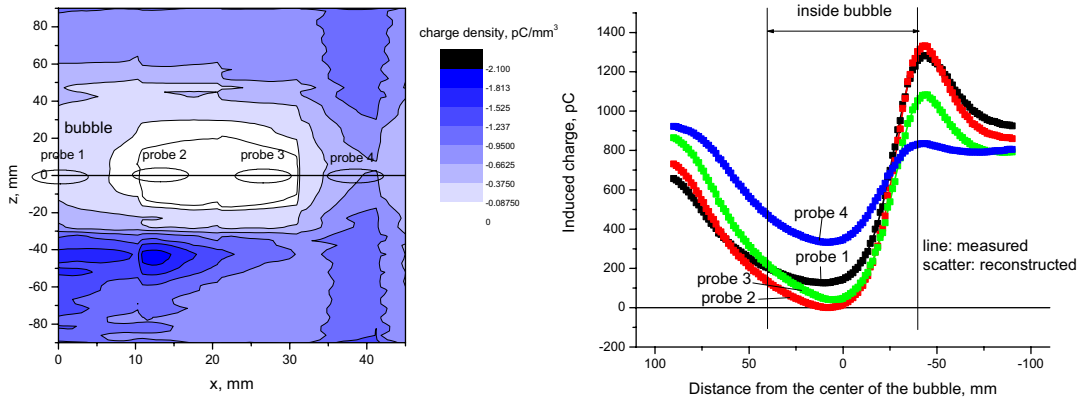 charge density, pC/mm³
-2.100
-1.813
-1.525
-1.237
-0.9500
-0.6625
-0.3750
-0.08750
0
80
60
40
20
0
-20
-40
-60
-80
z, mm
bubble
probe 1
probe 2
probe 3
probe 4
0
10
20
30
40
x, mm
inside bubble
1400
1200
1000
800
600
400
200
0
-200
Induced charge, pC
probe 4
probe 1
probe 3
probe 2
line: measured
scatter: reconstructed
100
50
0
-50
-100
Distance from the center of the bubble, mm